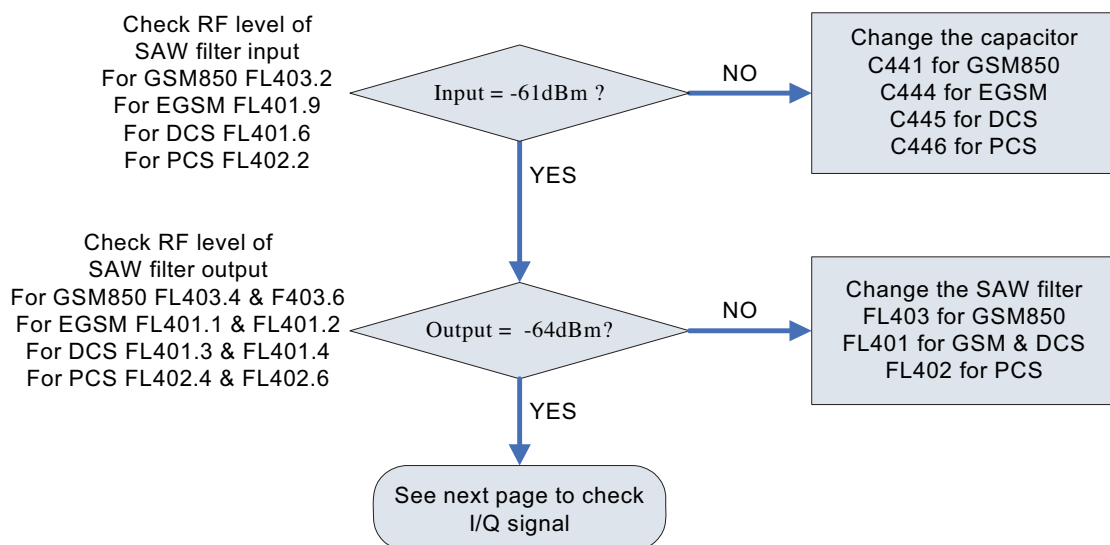 Check RF level of
SAW filter input
For GSM850 FL403.2
For EGSM FL401.9
For DCS FL401.6
For PCS FL402.2
Input = -61dBm ?
NO
Change the capacitor
C441 for GSM850
C444 for EGSM
C445 for DCS
C446 for PCS
YES
Check RF level of
SAW filter output
For GSM850 FL403.4 & F403.6
For EGSM FL401.1 & FL401.2
For DCS FL401.3 & FL401.4
For PCS FL402.4 & FL402.6
Output = -64dBm?
NO
Change the SAW filter
FL403 for GSM850
FL401 for GSM & DCS
FL402 for PCS
YES
See next page to check
I/Q signal